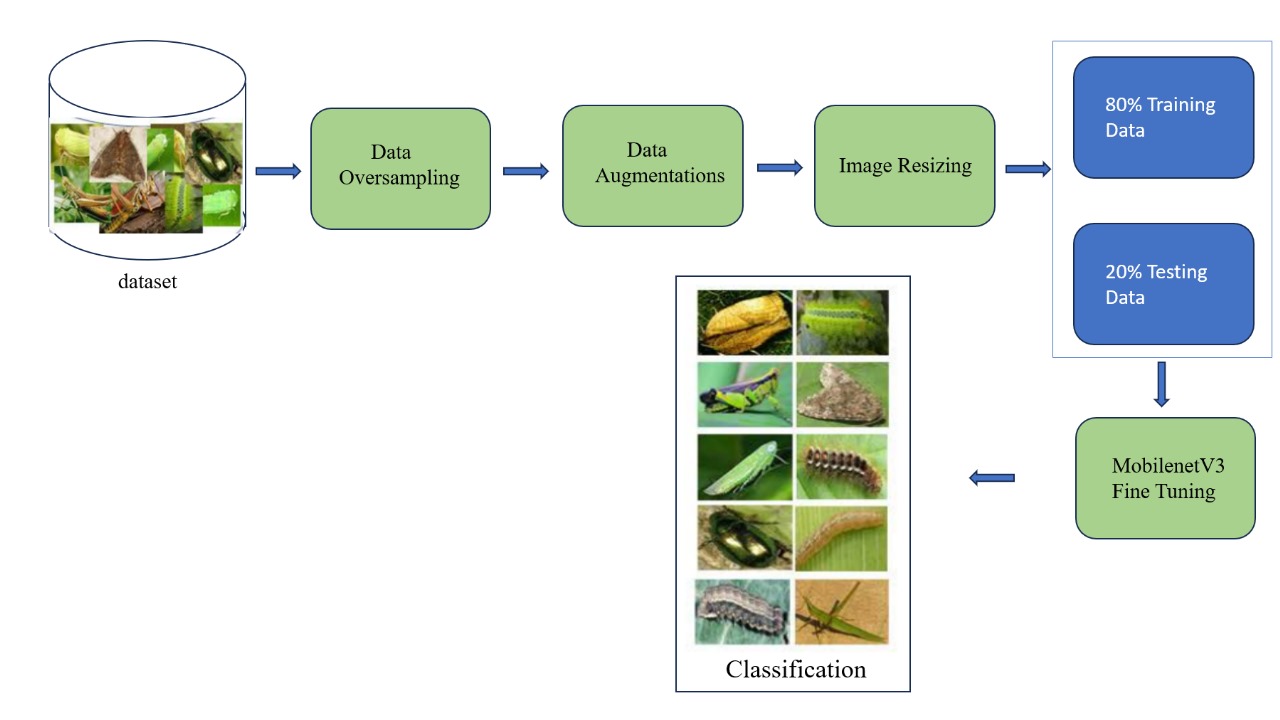 dataset
Data
Oversampling
Data
Augmentations
Image Resizing
80% Training
Data
20% Testing
Data
MobilenetV3
Fine Tuning
Classification